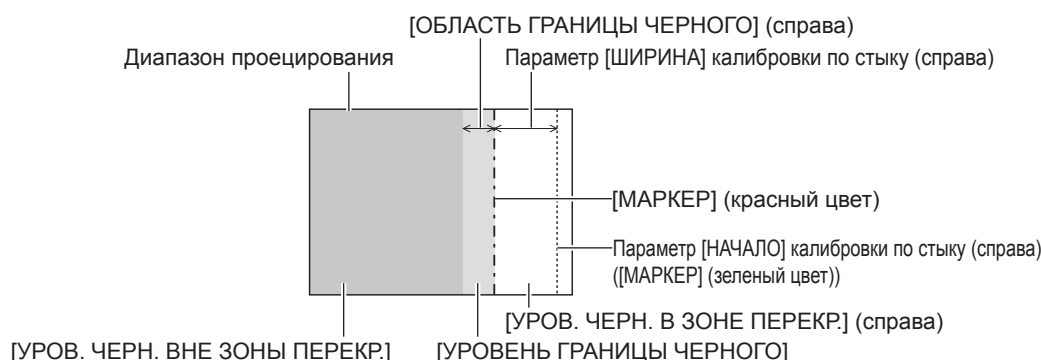 [ОБЛАСТЬ ГРАНИЦЫ ЧЕРНОГО] (справа)
Диапазон проецирования
Параметр [ШИРИНА] калибровки по стыку (справа)
[МАРКЕР] (красный цвет)
Параметр [НАЧАЛО] калибровки по стыку (справа)
([МАРКЕР] (зеленый цвет))
[УРОВ. ЧЕРН. В ЗОНЕ ПЕРЕКР.] (справа)
[УРОВ. ЧЕРН. ВНЕ ЗОНЫ ПЕРЕКР.]
[УРОВЕНЬ ГРАНИЦЫ ЧЕРНОГО]